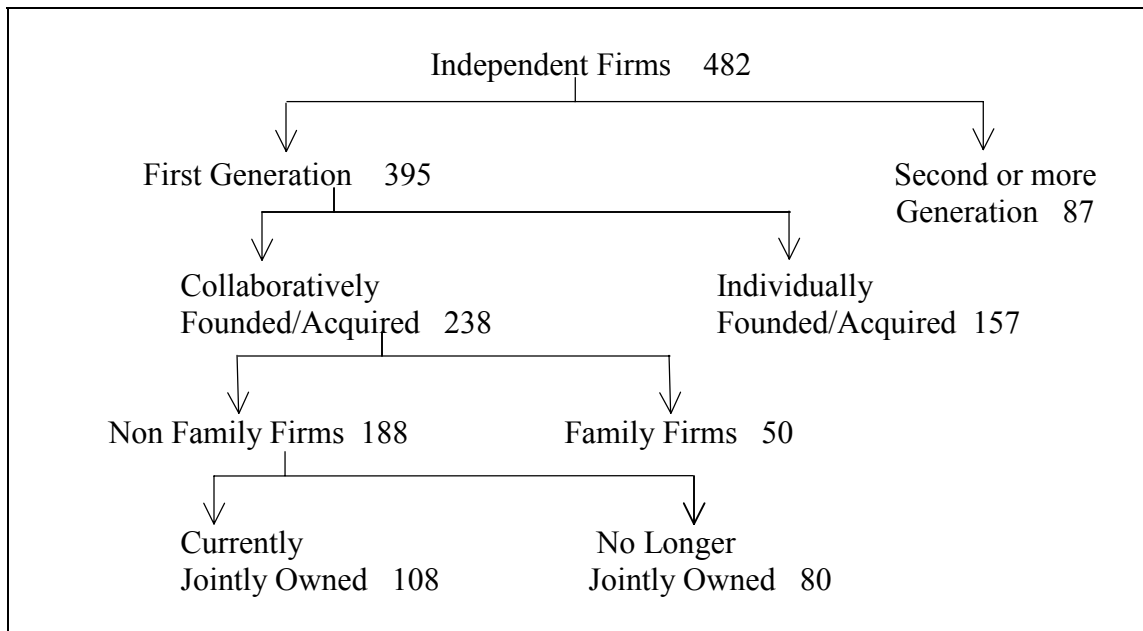 Independent Firms 482
First Generation 395
Second or more
Generation 87
Collaboratively
Founded/Acquired 238
Individually
Founded/Acquired 157
Non Family Firms 188
Family Firms 50
Currently
Jointly Owned 108
No Longer
Jointly Owned 80